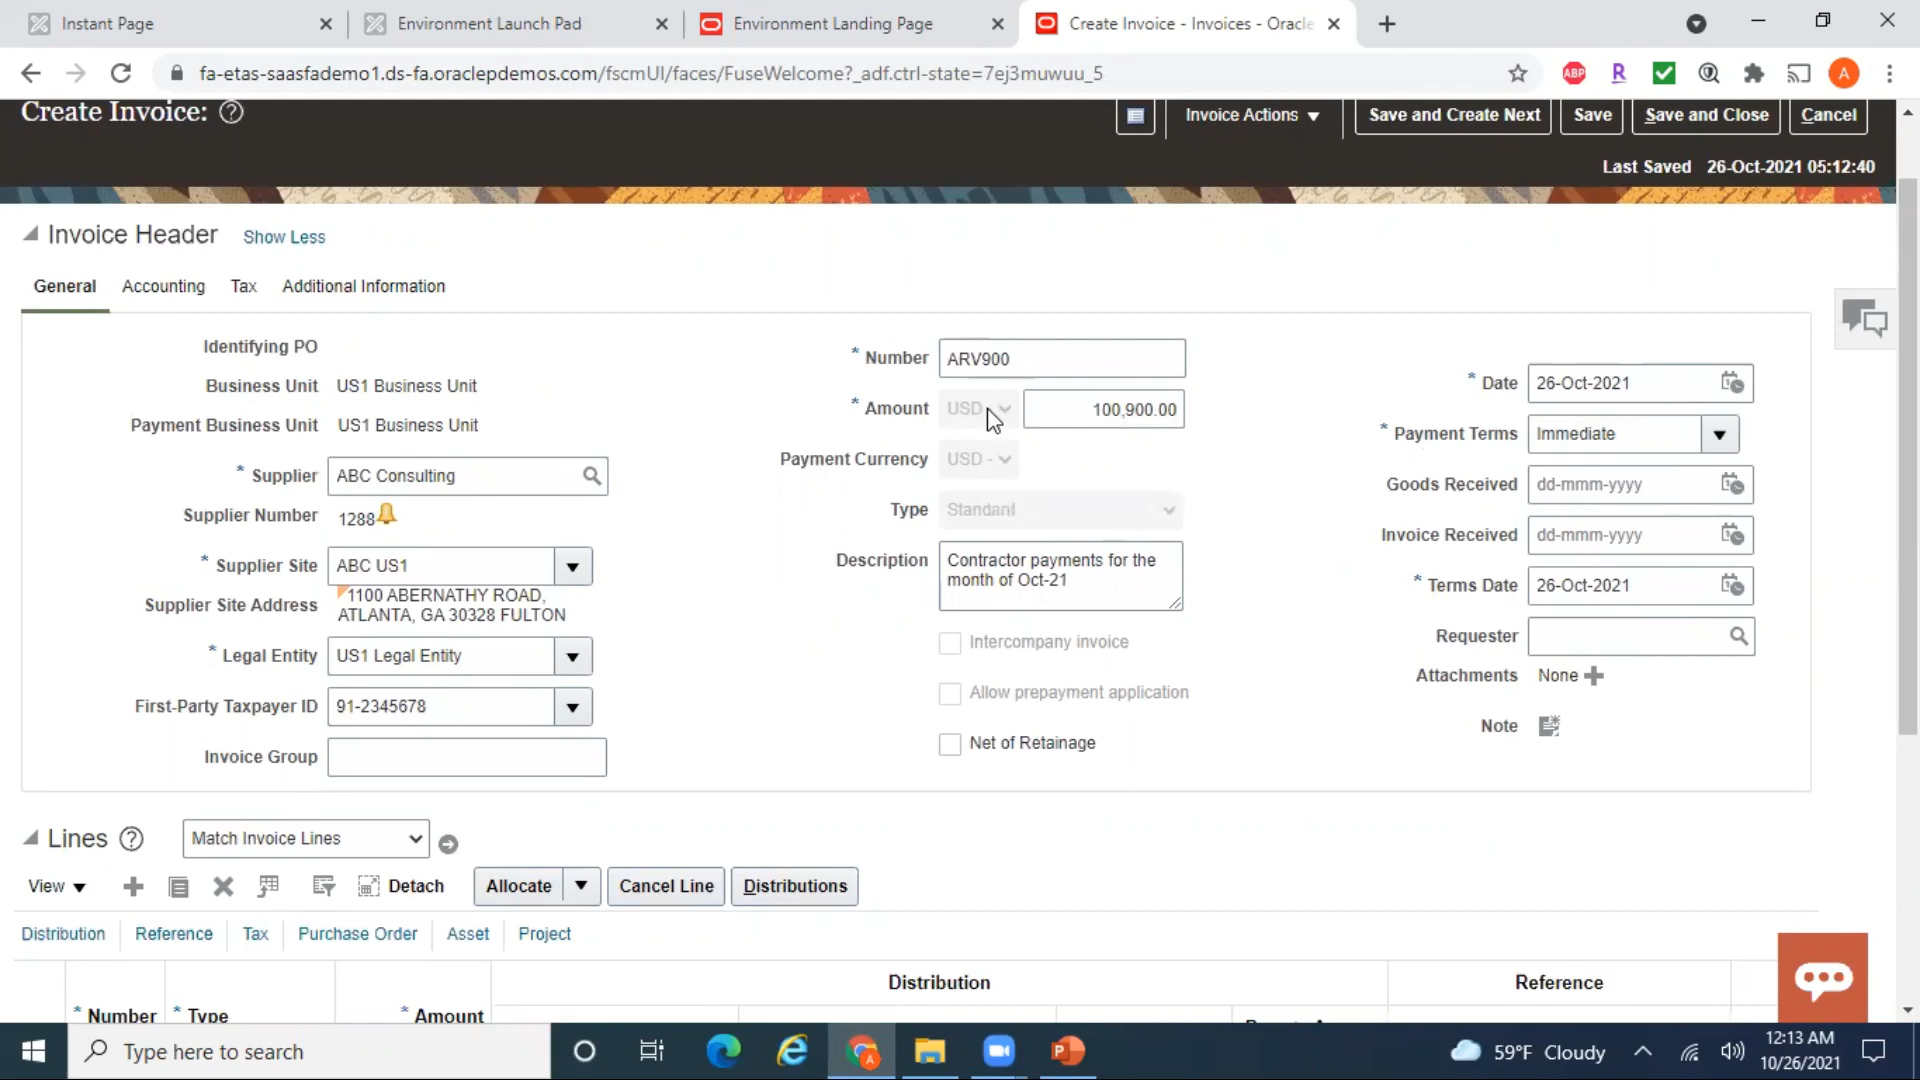 Instant Page
Environment Launch Pad
Environment Landing Page
Create Invoice - Invoices - Oracle
fa-etas-saasfademo1.ds-fa.oraclepdemos.com/fscmUI/faces/FuseWelcome?_adf.ctrl-state=7ej3muwuu_5
ABP
R
A
Create Invoice: ?
Invoice Actions
Save and Create Next
Save
Save and Close
Cancel
Last Saved 26-Oct-2021 05:12:40
Invoice Header Show Less
General Accounting Tax Additional Information
Identifying PO
Business Unit US1 Business Unit
Payment Business Unit US1 Business Unit
* Supplier ABC Consulting
Supplier Number 1288
* Supplier Site ABC US1
Supplier Site Address 1100 ABERNATHY ROAD,
ATLANTA, GA 30328 FULTON
* Legal Entity US1 Legal Entity
First-Party Taxpayer ID 91-2345678
Invoice Group
* Number ARV900
* Amount USD 100,900.00
Payment Currency USD -
Type Standard
Description Contractor payments for the
month of Oct-21
Intercompany invoice
Allow prepayment application
Net of Retainage
* Date 26-Oct-2021
* Payment Terms Immediate
Goods Received dd-mmm-yyyy
Invoice Received dd-mmm-yyyy
* Terms Date 26-Oct-2021
Requester
Attachments None
Note
Lines ? Match Invoice Lines
View
Detach
Allocate
Cancel Line
Distributions
Distribution Reference Tax Purchase Order Asset Project
Distribution
Reference
* Number * Type * Amount
Type here to search
A
59°F Cloudy
12:13 AM
10/26/2021